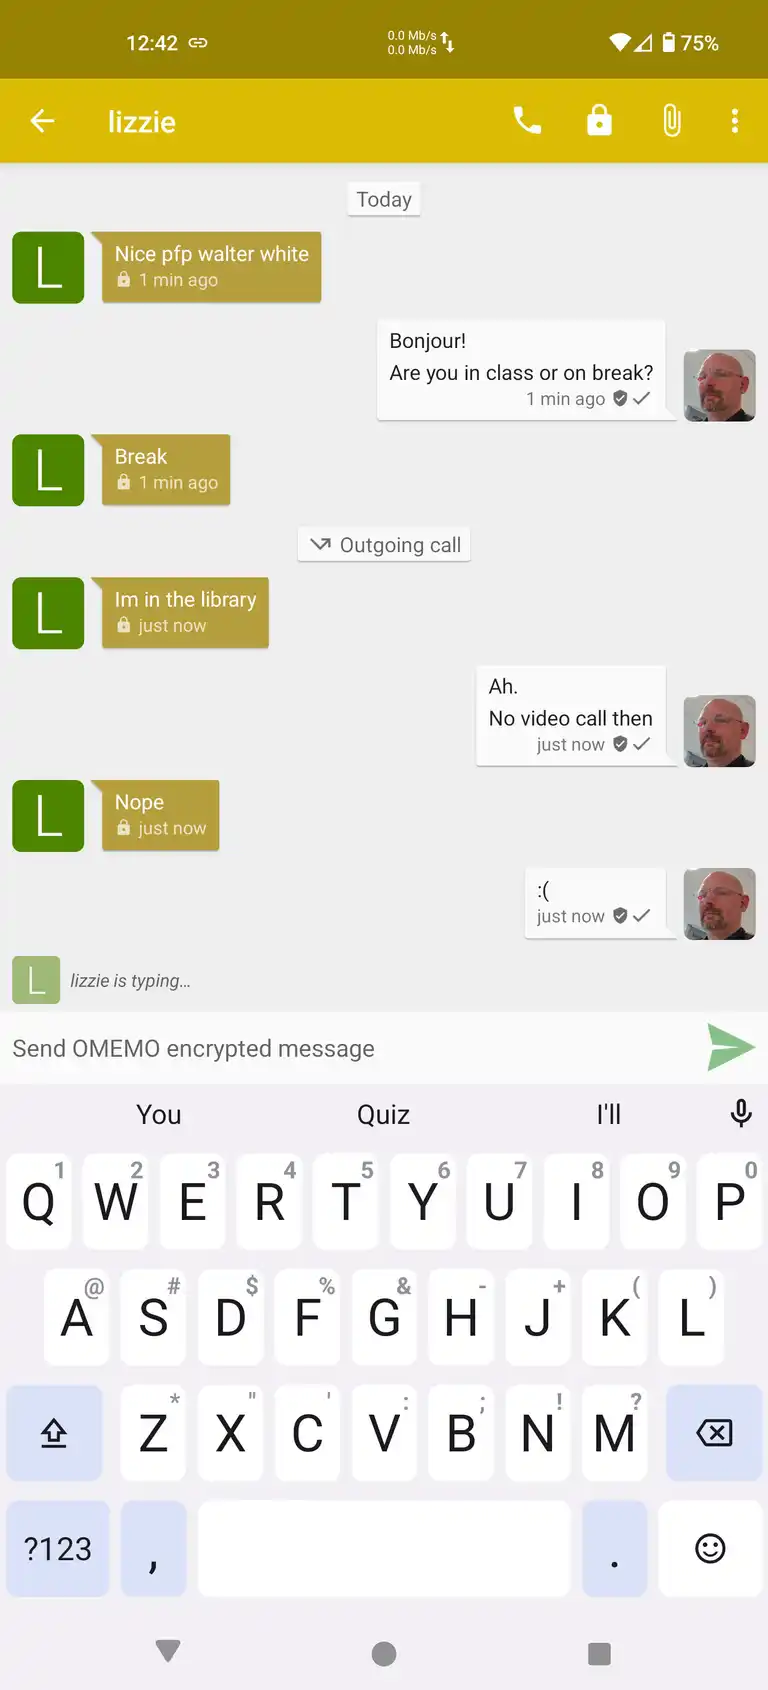 12:42
0.0 Mb/s
0.0 Mb/s
75%
lizzie
Today
L
Nice pfp walter white
1 min ago
Bonjour!
Are you in class or on break?
1 min ago
L
Break
1 min ago
Outgoing call
L
Im in the library
just now
Ah.
No video call then
just now
L
Nope
just now
:(
just now
L
lizzie is typing…
Send OMEMO encrypted message
You Quiz I'll
1 2 3 4 5 6 7 8 9 0
Q W E R T Y U I O P
@ # $ % & - + ( )
A S D F G H J K L
* " ' : ; ! ?
Z X C V B N M
?123 , .